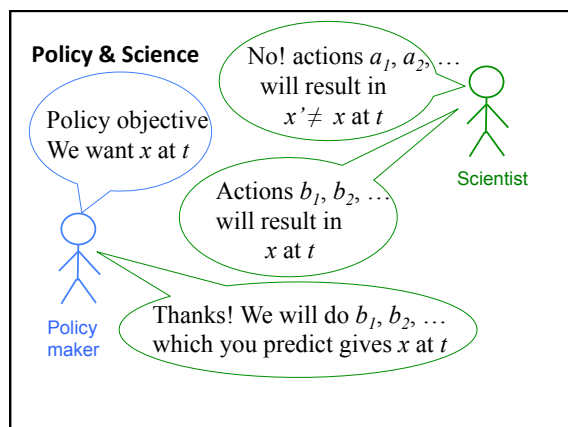 Policy & Science
Policy objective
We want x at t
No! actions a₁, a₂, …
will result in
x’≠ x at t
Scientist
Actions b₁, b₂, …
will result in
x at t
Policy
maker
Thanks! We will do b₁, b₂, …
which you predict gives x at t